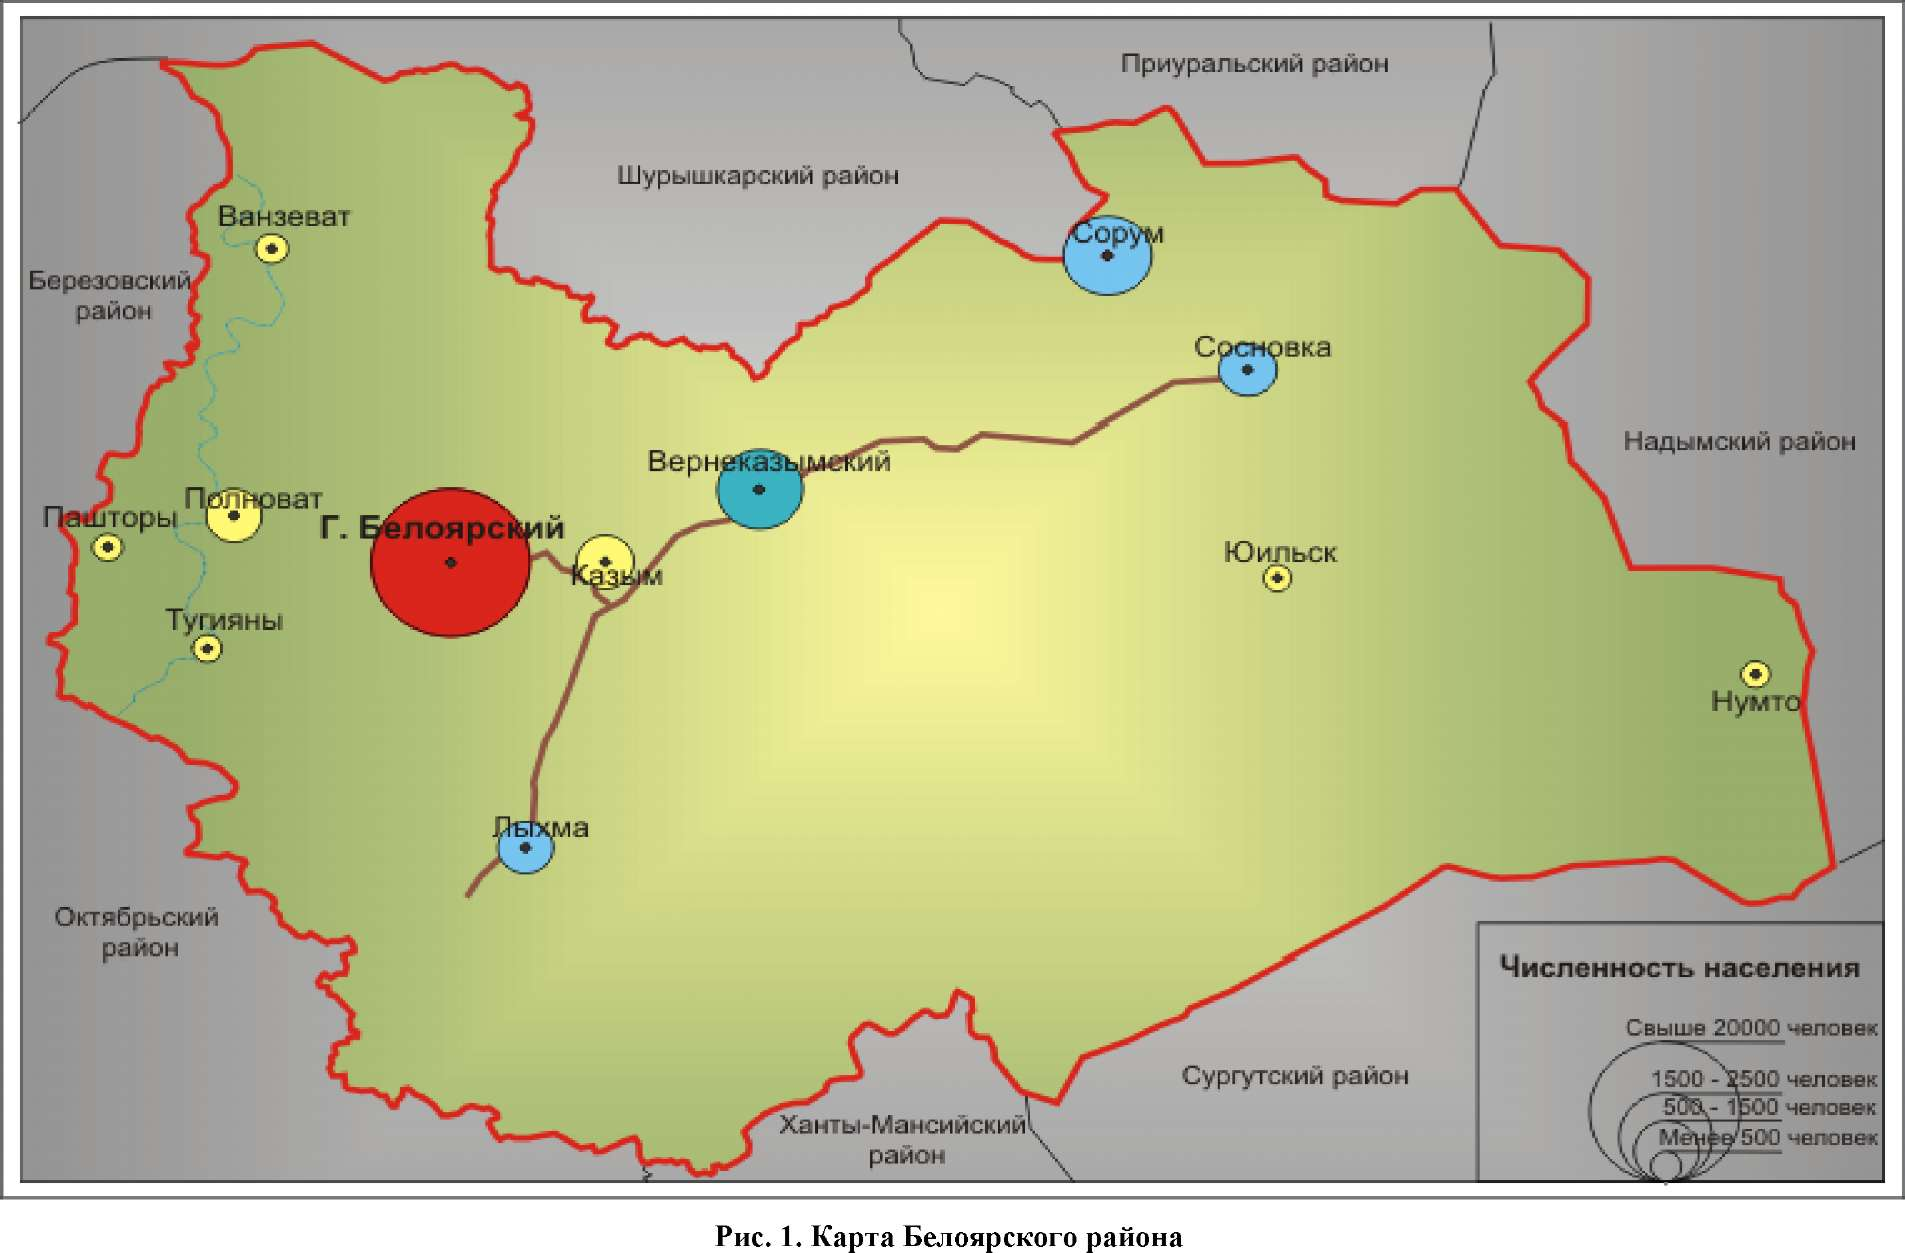 Приуральский район
Шурышкарский район
Ванзеват
Сорум
Березовский
район
Сосновка
Надымский район
Вернеказымский
Полноват
Пашторы
Г. Белоярский
Юильск
Казым
Тугияны
Нумто
Лыхма
Октябрьский
район
Численность населения
Свыше 20000 человек
1500 - 2500 человек
500 - 1500 человек
Менее 500 человек
Сургутский район
Ханты-Мансийский
район
Рис. 1. Карта Белоярского района